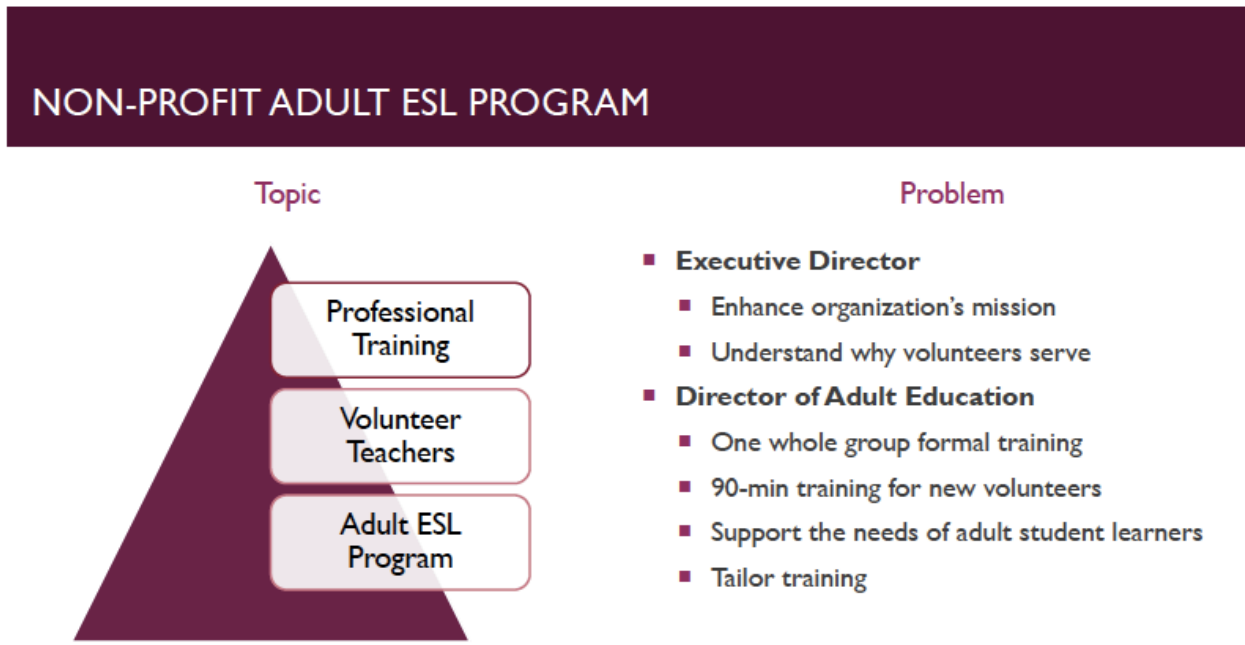 NON-PROFIT ADULT ESL PROGRAM
Topic
Professional
Training
Volunteer
Teachers
Adult ESL
Program
Problem
■ Executive Director
■ Enhance organization's mission
■ Understand why volunteers serve
■ Director of Adult Education
■ One whole group formal training
■ 90-min training for new volunteers
■ Support the needs of adult student learners
■ Tailor training